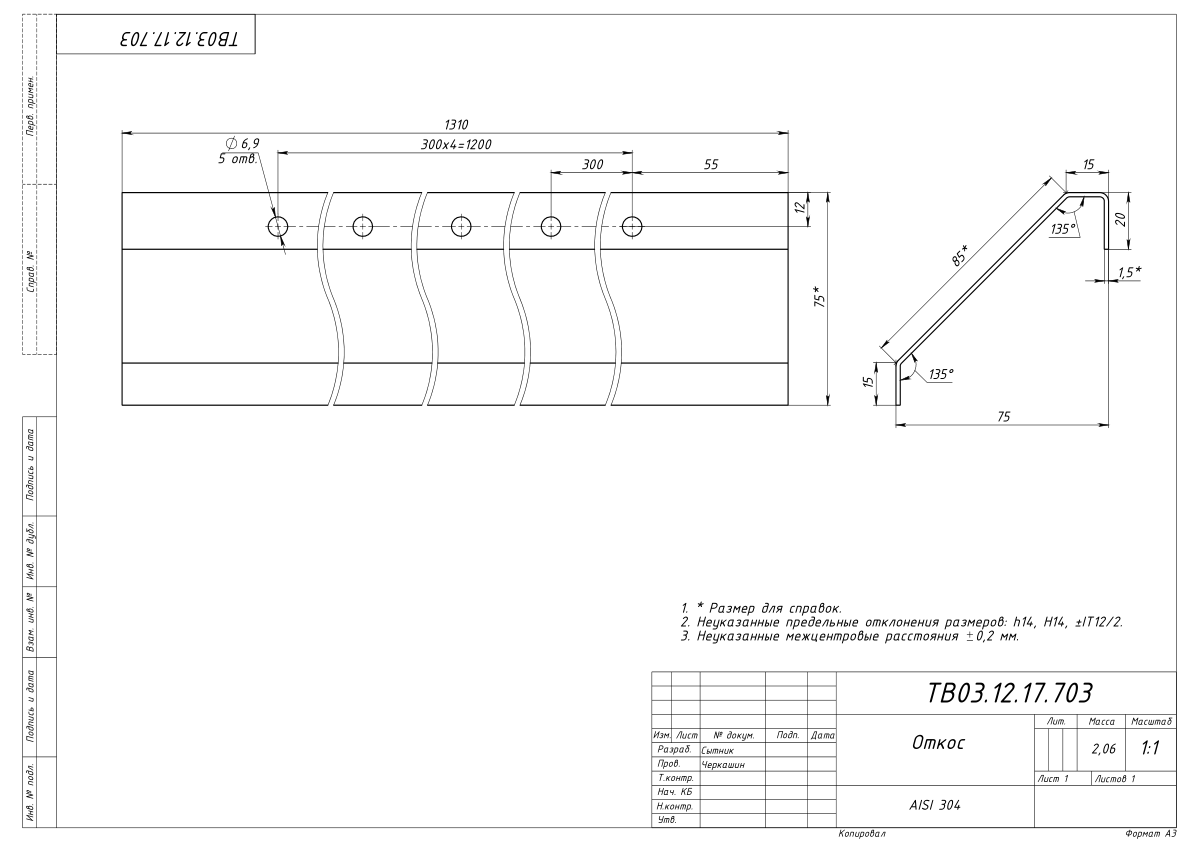 ТВ03.12.17.703
Перв. примен.
Справ. №
Подпись и дата
Инв. № дубл.
Взам. инв. №
Подпись и дата
Инв. № подл.
1310
300х4=1200
300
55
∅ 6,9
5 отв.
12
75*
15
20
135°
1,5*
85*
135°
15
75
1. * Размер для справок.
2. Неуказанные предельные отклонения размеров: h14, H14, ±IT12/2.
3. Неуказанные межцентровые расстояния ±0,2 мм.
ТВ03.12.17.703
Изм. Лист № докум. Подп. Дата
Разраб. Сытник
Пров. Черкашин
Т.контр.
Нач. КБ
Н.контр.
Утв.
Откос
AISI 304
Лит. Масса Масштаб
2,06 1:1
Лист 1 Листов 1
Копировал Формат А3